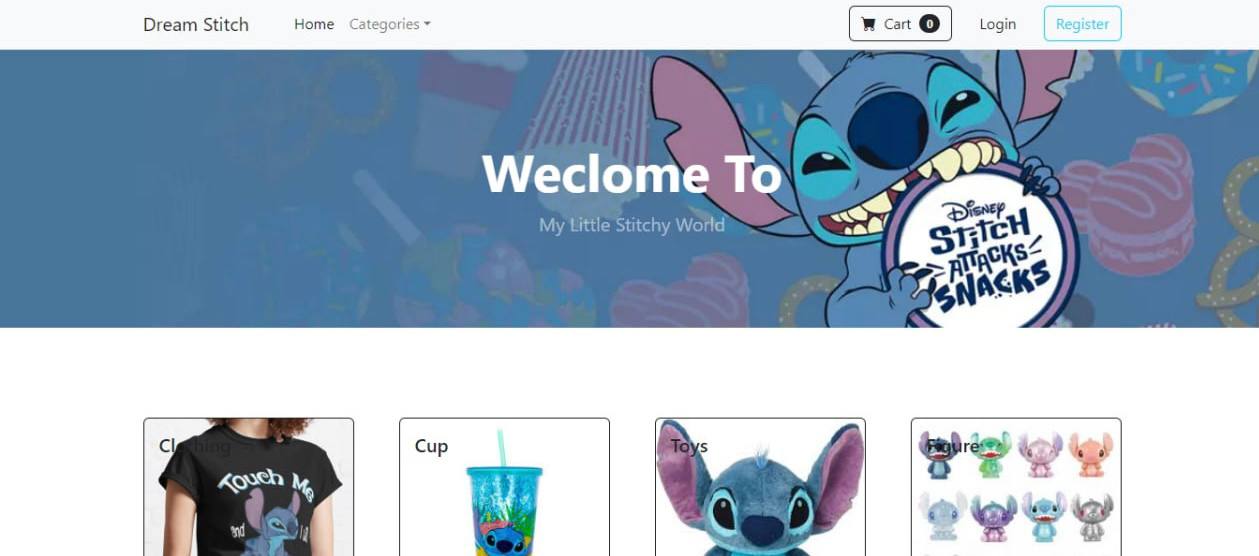 Dream Stitch Home Categories Cart 0 Login Register
Weclome To
My Little Stitchy World
Disney
Stitch
Attacks
Snacks
Clothing Cup Toys Figure
Touch Me
and I'll